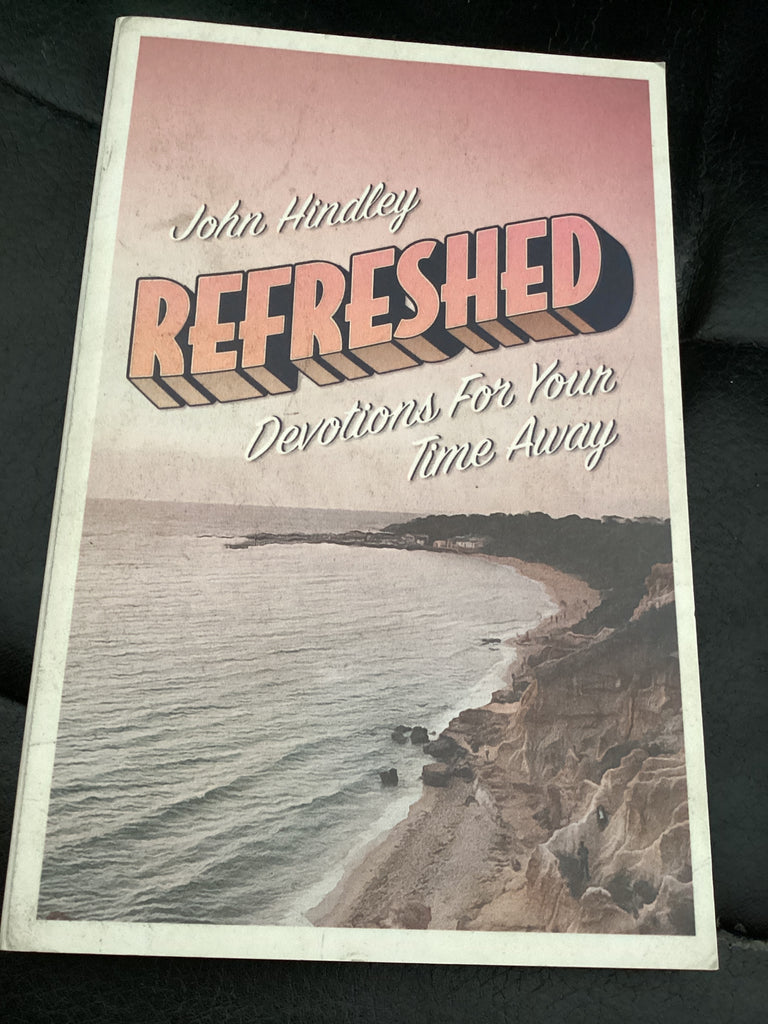 John Hindley
REFRESHED
Devotions For Your
Time Away